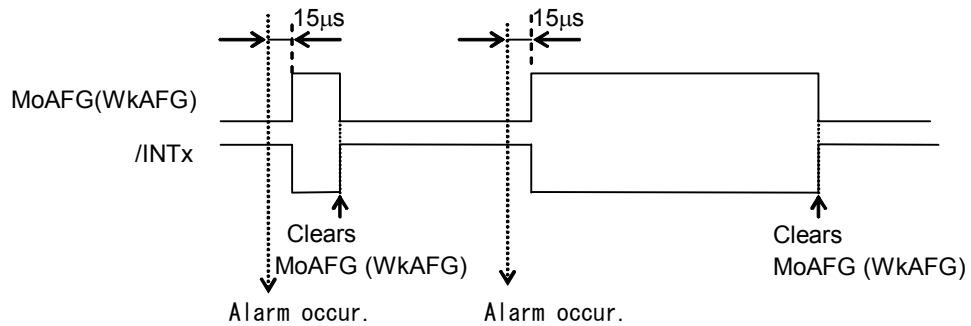 15μs
15μs
MoAFG(WkAFG)
/INTx
Clears
MoAFG (WkAFG)
Clears
MoAFG (WkAFG)
Alarm occur.
Alarm occur.